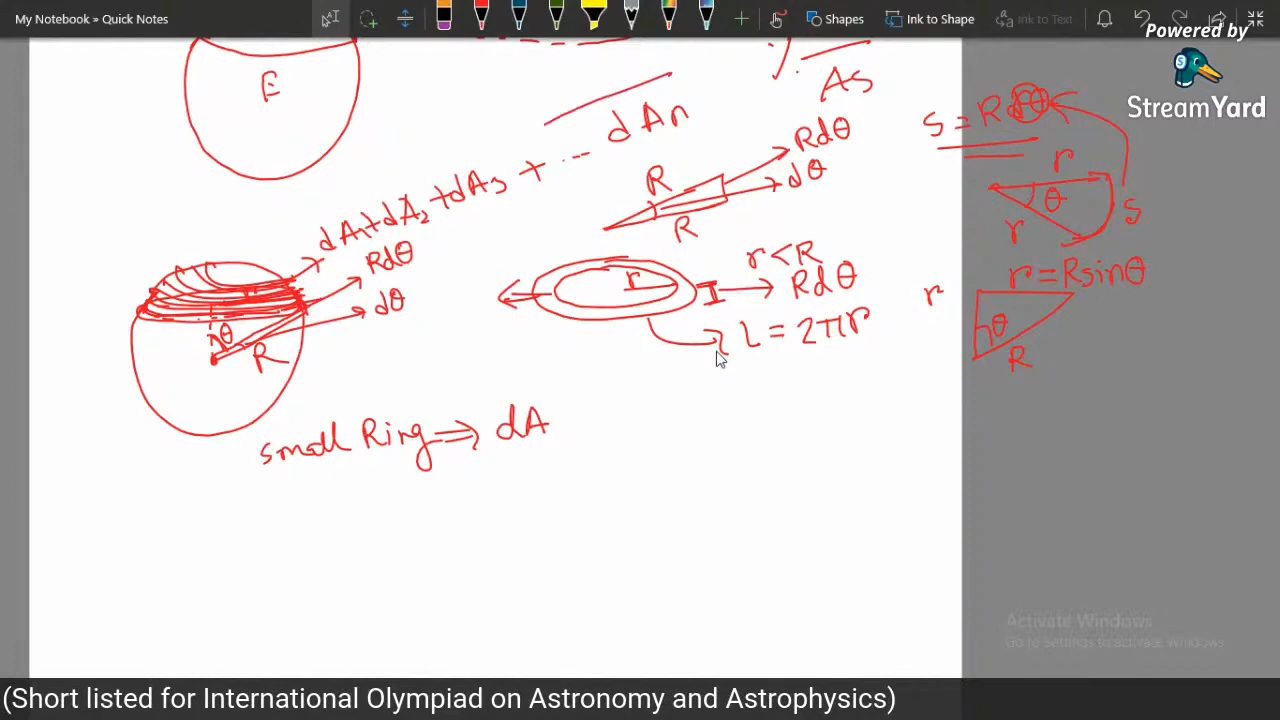 My Notebook » Quick Notes
Shapes
Ink to Shape
Ink to Text
Powered by
StreamYard
E
As
dAn
dA₁+dA₂+dA₃+ ...
S = Rdθ
Rdθ
dθ
R
R
r
θ
r
S
Rdθ
dθ
θ
R
r
r<R
Rdθ
L = 2πr
r
r=Rsinθ
θ
R
small Ring ⇒ dA
Activate Windows
Go to Settings to activate Windows.
(Short listed for International Olympiad on Astronomy and Astrophysics)